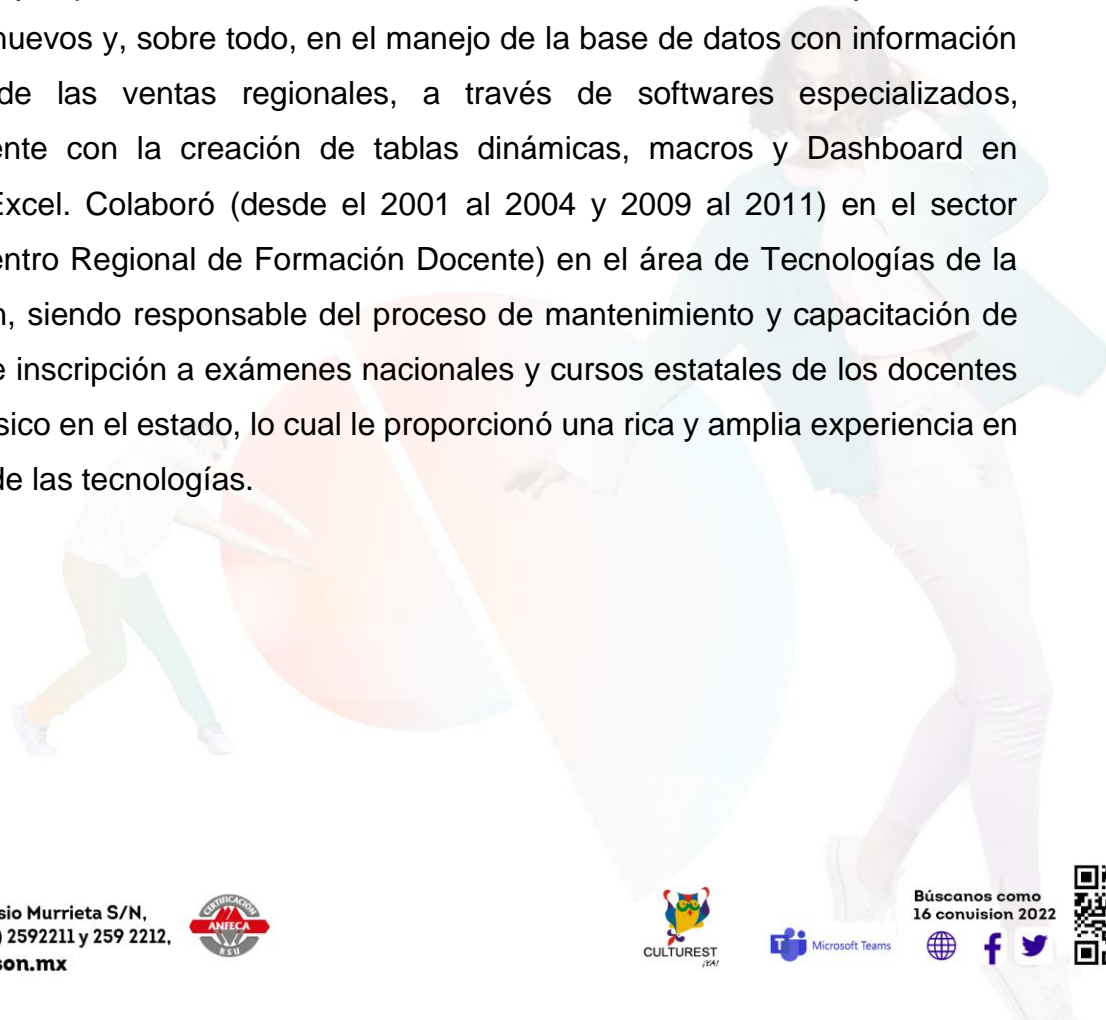 nuevos y, sobre todo, en el manejo de la base de datos con información
de las ventas regionales, a través de softwares especializados,
ente con la creación de tablas dinámicas, macros y Dashboard en
Excel. Colaboró (desde el 2001 al 2004 y 2009 al 2011) en el sector
entro Regional de Formación Docente) en el área de Tecnologías de la
n, siendo responsable del proceso de mantenimiento y capacitación de
e inscripción a exámenes nacionales y cursos estatales de los docentes
sico en el estado, lo cual le proporcionó una rica y amplia experiencia en
de las tecnologías.
sio Murrieta S/N,
) 2592211 y 259 2212,
son.mx
CERTIFICACIÓN
ANFECA
RSU
CULTUREST
¡YA!
Microsoft Teams
Búscanos como
16 conuision 2022